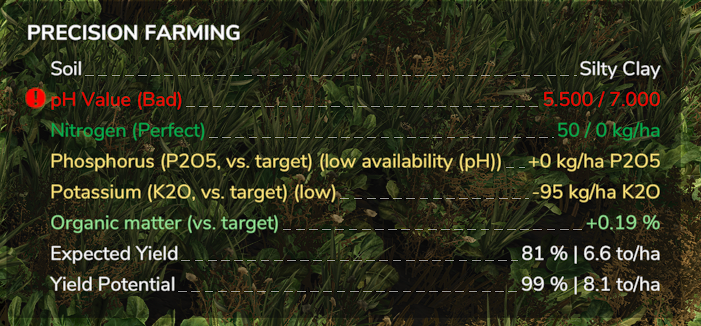 PRECISION FARMING
Soil Silty Clay
! pH Value (Bad) 5.500 / 7.000
Nitrogen (Perfect) 50 / 0 kg/ha
Phosphorus (P2O5, vs. target) (low availability (pH)) +0 kg/ha P2O5
Potassium (K2O, vs. target) (low) -95 kg/ha K2O
Organic matter (vs. target) +0.19 %
Expected Yield 81 % | 6.6 to/ha
Yield Potential 99 % | 8.1 to/ha